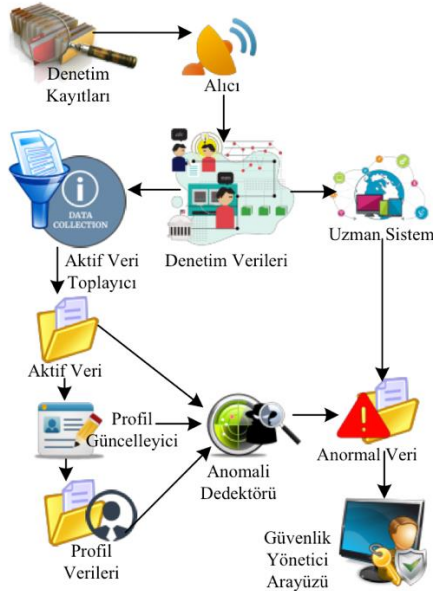 Denetim
Kayıtları
Alıcı
DATA
COLLECTION
Aktif Veri
Toplayıcı
Denetim Verileri
Uzman Sistem
Aktif Veri
Profil
Güncelleyici
Anomali
Dedektörü
Anormal Veri
Profil
Verileri
Güvenlik
Yönetici
Arayüzü